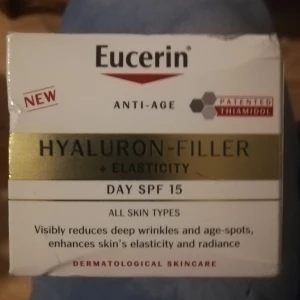 Eucerin
NEW
ANTI-AGE
PATENTED
THIAMIDOL
HYALURON-FILLER
+ ELASTICITY
DAY SPF 15
ALL SKIN TYPES
Visibly reduces deep wrinkles and age-spots,
enhances skin's elasticity and radiance
DERMATOLOGICAL SKINCARE